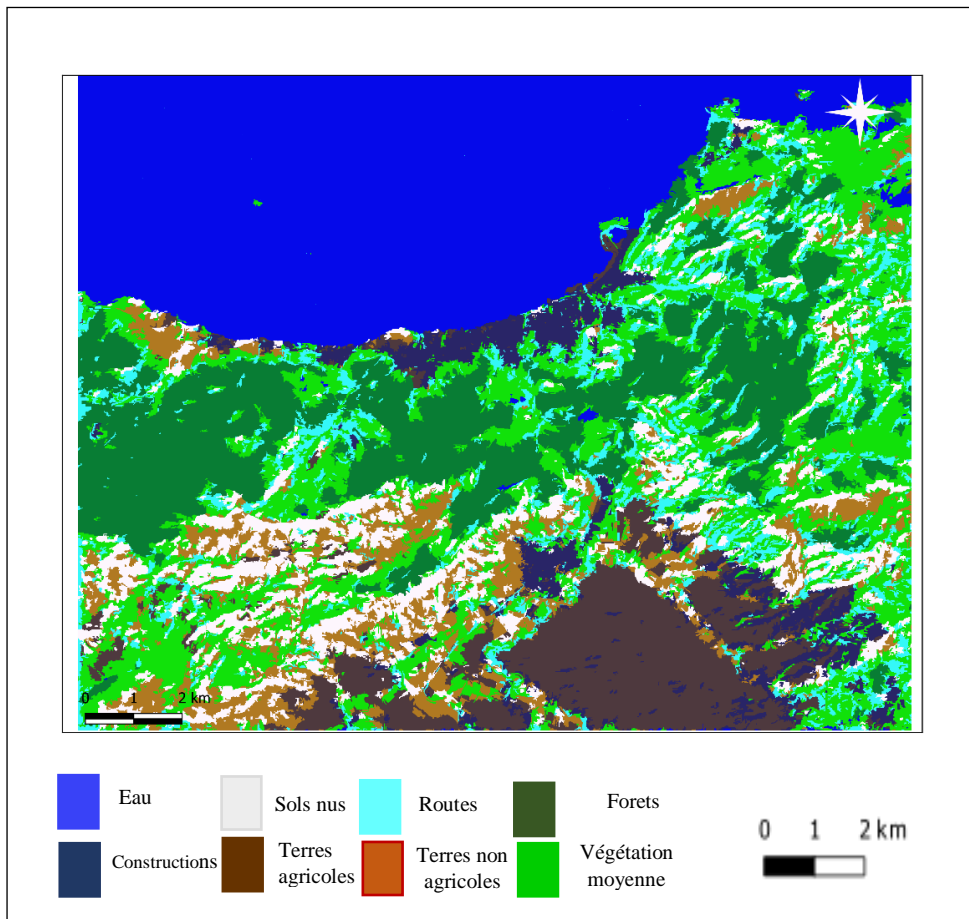 0 1 2 km
Eau
Sols nus
Routes
Forets
Constructions
Terres
agricoles
Terres non
agricoles
Végétation
moyenne
0 1 2 km